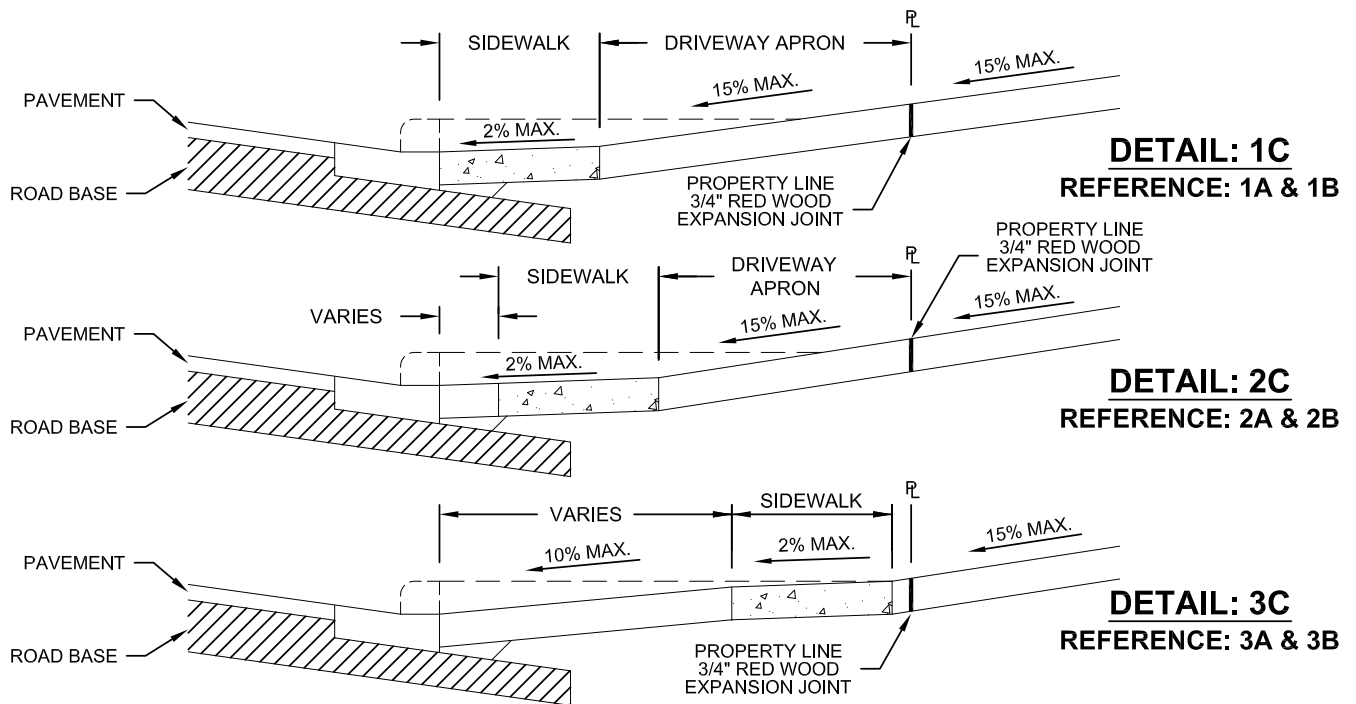 ℄
SIDEWALK
DRIVEWAY APRON
15% MAX.
15% MAX.
PAVEMENT
2% MAX.
ROAD BASE
PROPERTY LINE
3/4" RED WOOD
EXPANSION JOINT
DETAIL: 1C
REFERENCE: 1A & 1B
PROPERTY LINE
3/4" RED WOOD
EXPANSION JOINT
PL
SIDEWALK
DRIVEWAY
APRON
VARIES
15% MAX.
15% MAX.
PAVEMENT
2% MAX.
ROAD BASE
DETAIL: 2C
REFERENCE: 2A & 2B
PL
VARIES
SIDEWALK
10% MAX.
2% MAX.
15% MAX.
PAVEMENT
ROAD BASE
PROPERTY LINE
3/4" RED WOOD
EXPANSION JOINT
DETAIL: 3C
REFERENCE: 3A & 3B